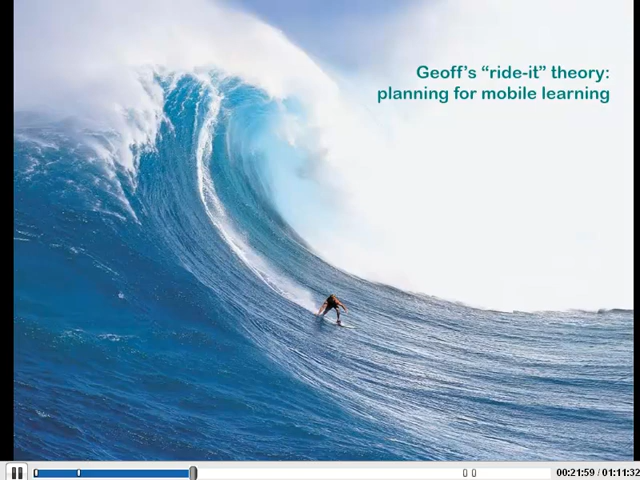 Geoff's “ride-it” theory:
planning for mobile learning
00:21:59 / 01:11:32